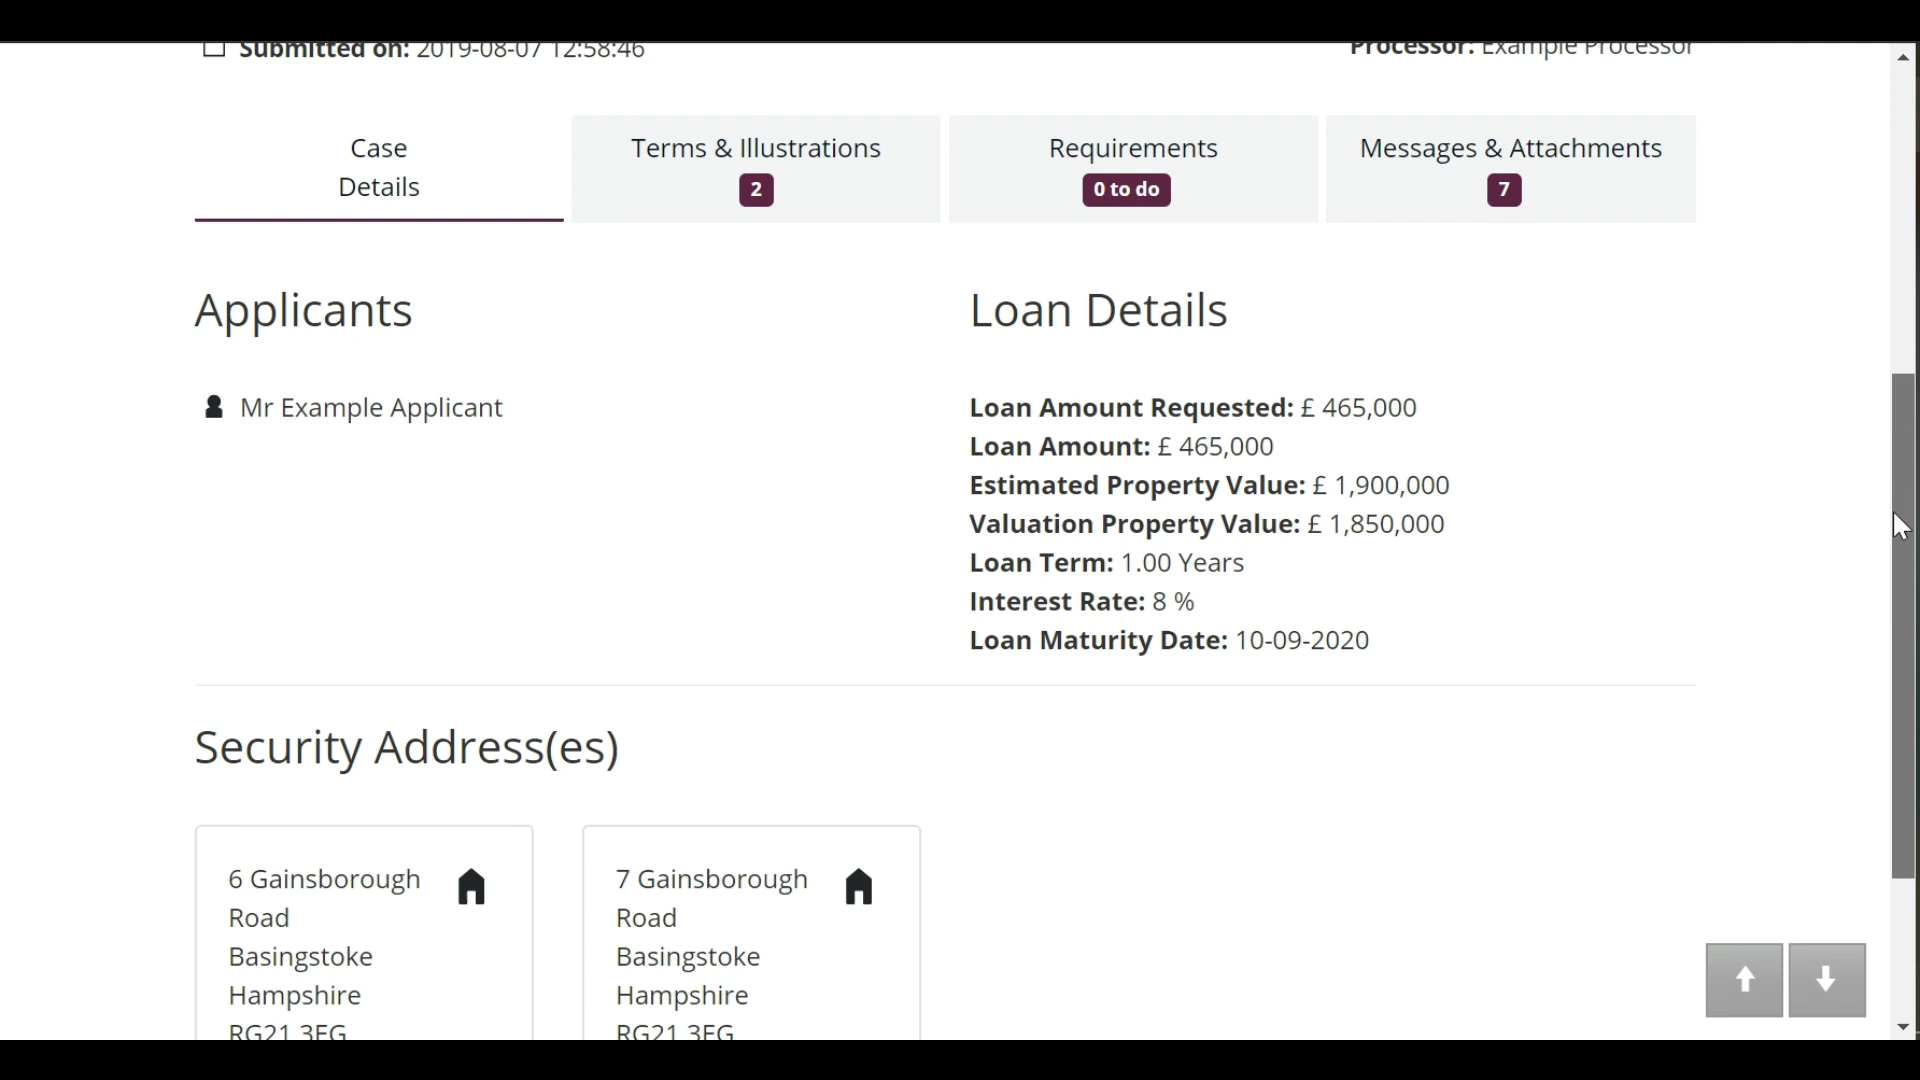 Submitted on: 2019-08-07 12:58:46
Processor: Example Processor
Case
Details
Terms & Illustrations
2
Requirements
0 to do
Messages & Attachments
7
Applicants
Mr Example Applicant
Loan Details
Loan Amount Requested: £ 465,000
Loan Amount: £ 465,000
Estimated Property Value: £ 1,900,000
Valuation Property Value: £ 1,850,000
Loan Term: 1.00 Years
Interest Rate: 8 %
Loan Maturity Date: 10-09-2020
Security Address(es)
6 Gainsborough
Road
Basingstoke
Hampshire
RG21 3EG
7 Gainsborough
Road
Basingstoke
Hampshire
RG21 3EG